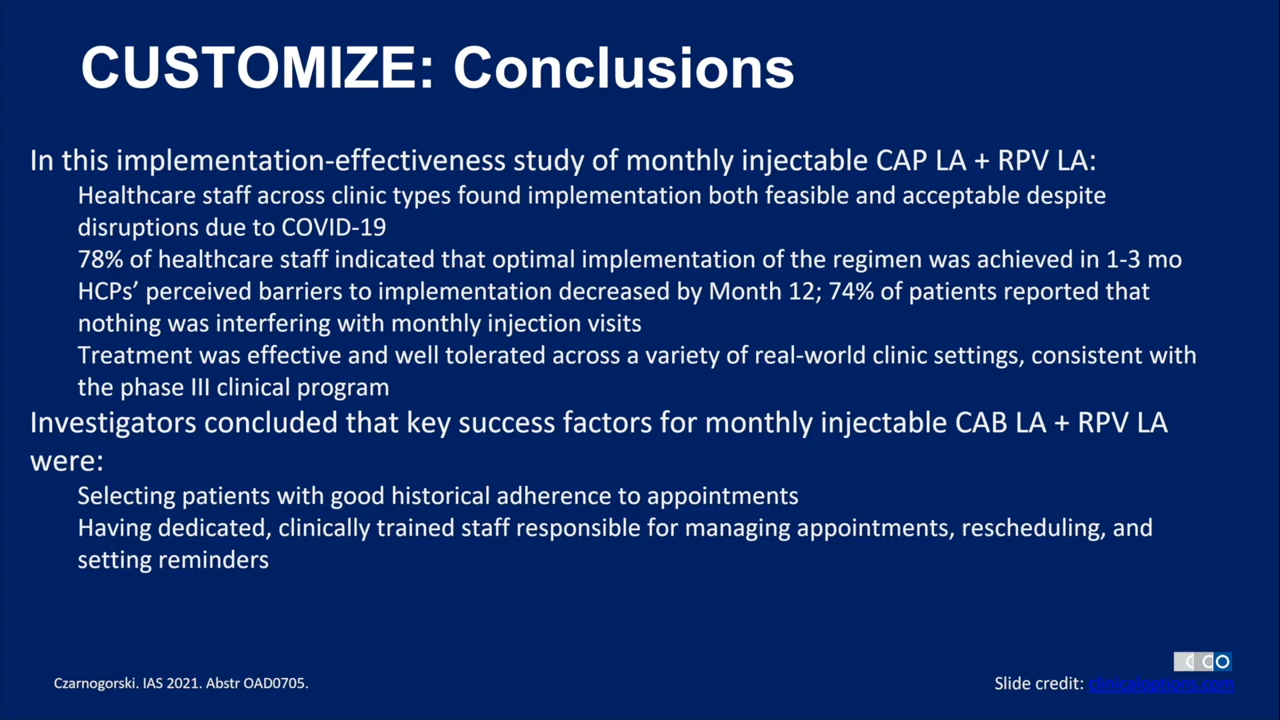 CUSTOMIZE: Conclusions
In this implementation-effectiveness study of monthly injectable CAP LA + RPV LA:
Healthcare staff across clinic types found implementation both feasible and acceptable despite
disruptions due to COVID-19
78% of healthcare staff indicated that optimal implementation of the regimen was achieved in 1-3 mo
HCPs’ perceived barriers to implementation decreased by Month 12; 74% of patients reported that
nothing was interfering with monthly injection visits
Treatment was effective and well tolerated across a variety of real-world clinic settings, consistent with
the phase III clinical program
Investigators concluded that key success factors for monthly injectable CAB LA + RPV LA
were:
Selecting patients with good historical adherence to appointments
Having dedicated, clinically trained staff responsible for managing appointments, rescheduling, and
setting reminders
CCO
Czarnogorski. IAS 2021. Abstr OAD0705.
Slide credit: clinicaloptions.com